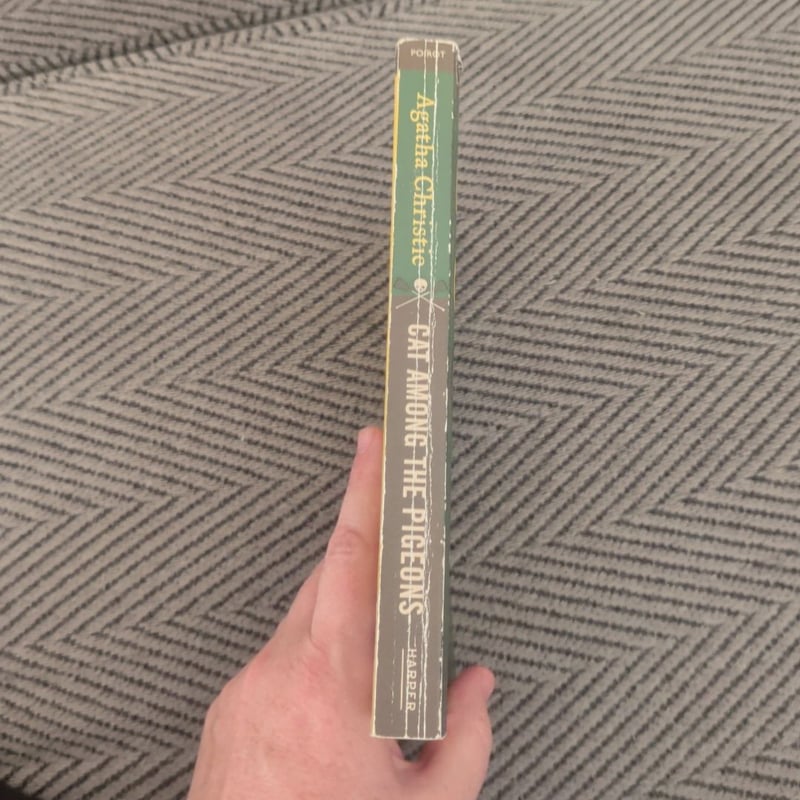 POIROT
Agatha Christie
CAT AMONG THE PIGEONS
HARPER